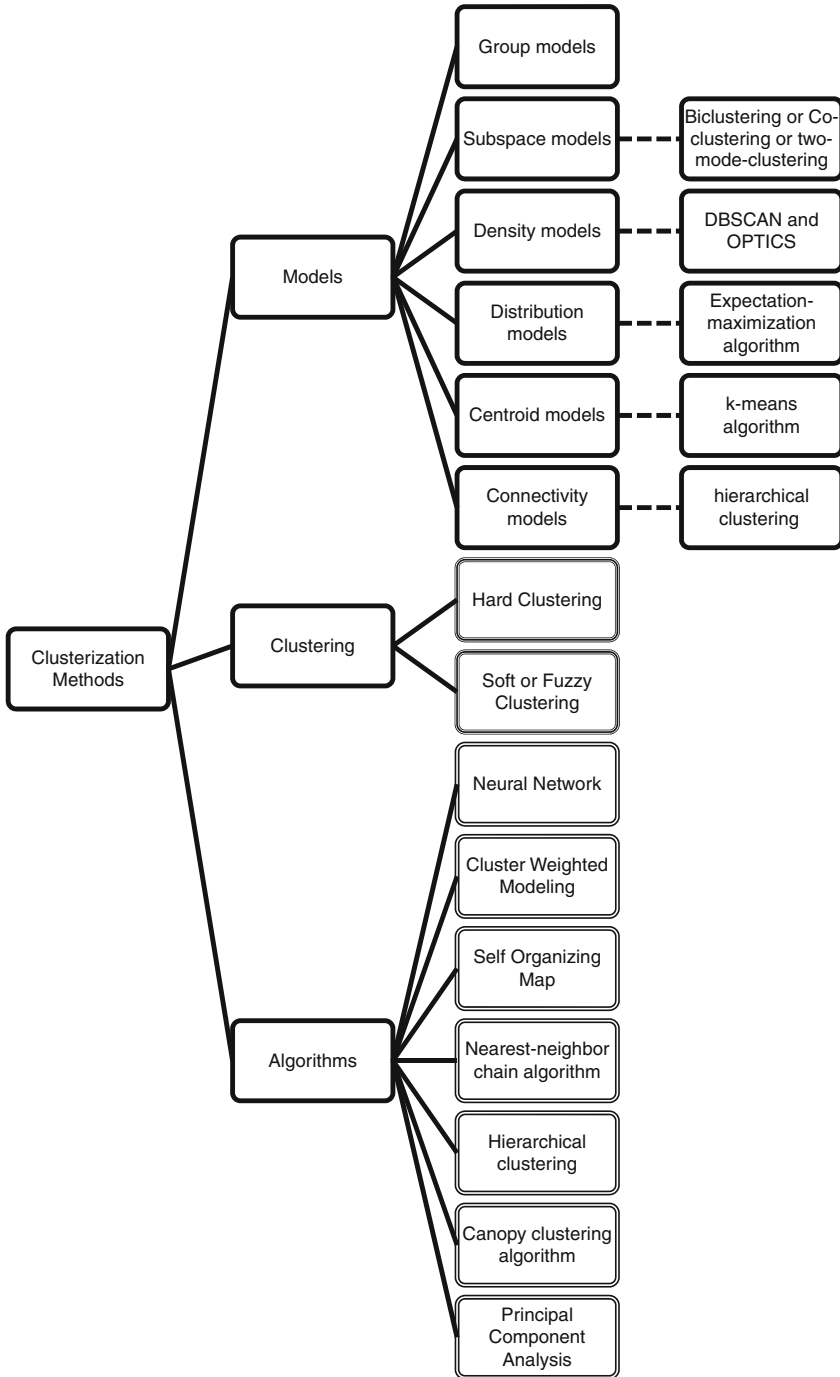 Group models
Subspace models
Biclustering or Co-
clustering or two-
mode-clustering
Density models
DBSCAN and
OPTICS
Models
Distribution
models
Expectation-
maximization
algorithm
Centroid models
k-means
algorithm
Connectivity
models
hierarchical
clustering
Clusterization
Methods
Clustering
Hard Clustering
Soft or Fuzzy
Clustering
Algorithms
Neural Network
Cluster Weighted
Modeling
Self Organizing
Map
Nearest-neighbor
chain algorithm
Hierarchical
clustering
Canopy clustering
algorithm
Principal
Component
Analysis